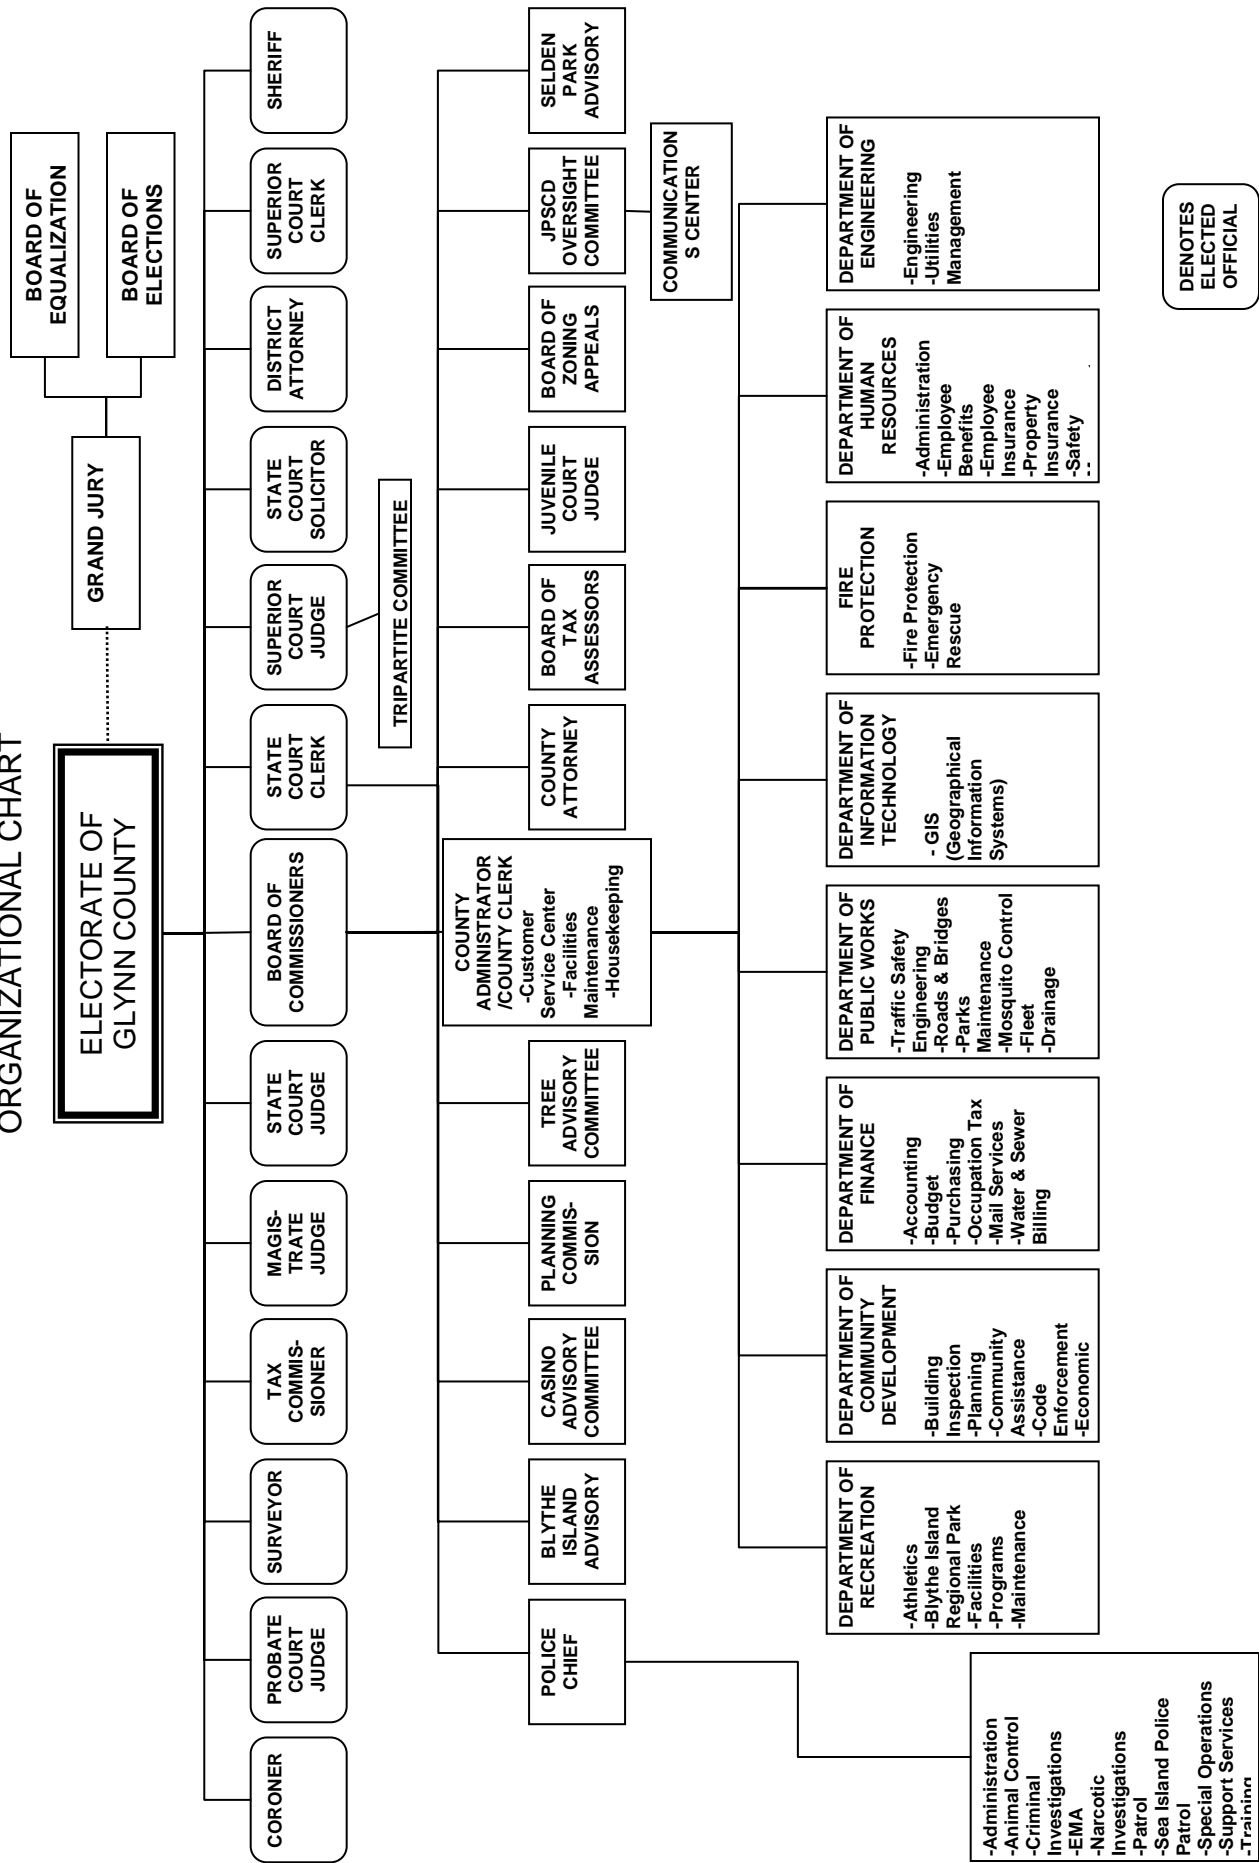 ORGANIZATIONAL CHART
ELECTORATE OF
GLYNN COUNTY
GRAND JURY
BOARD OF
EQUALIZATION
BOARD OF
ELECTIONS
CORONER
PROBATE
COURT
JUDGE
SURVEYOR
TAX
COMMIS-
SIONER
MAGIS-
TRATE
JUDGE
STATE
COURT
JUDGE
BOARD OF
COMMISSIONERS
STATE
COURT
CLERK
SUPERIOR
COURT
JUDGE
STATE
COURT
SOLICITOR
DISTRICT
ATTORNEY
SUPERIOR
COURT
CLERK
SHERIFF
TRIPARTITE COMMITTEE
POLICE
CHIEF
BLYTHE
ISLAND
ADVISORY
CASINO
ADVISORY
COMMITTEE
PLANNING
COMMIS-
SION
TREE
ADVISORY
COMMITTEE
COUNTY
ADMINISTRATOR
/COUNTY CLERK
-Customer
Service Center
-Facilities
Maintenance
-Housekeeping
COUNTY
ATTORNEY
BOARD OF
TAX
ASSESSORS
JUVENILE
COURT
JUDGE
BOARD OF
ZONING
APPEALS
JPSCD
OVERSIGHT
COMMITTEE
SELDEN
PARK
ADVISORY
COMMUNICATION
S CENTER
DEPARTMENT OF
RECREATION
-Athletics
-Blythe Island
Regional Park
-Facilities
-Programs
-Maintenance
DEPARTMENT OF
COMMUNITY
DEVELOPMENT
-Building
Inspection
-Planning
-Community
Assistance
-Code
Enforcement
-Economic
DEPARTMENT OF
FINANCE
-Accounting
-Budget
-Purchasing
-Occupation Tax
-Mail Services
-Water & Sewer
Billing
DEPARTMENT OF
PUBLIC WORKS
-Traffic Safety
Engineering
-Roads & Bridges
-Parks
Maintenance
-Mosquito Control
-Fleet
-Drainage
DEPARTMENT OF
INFORMATION
TECHNOLOGY
- GIS
(Geographical
Information
Systems)
FIRE
PROTECTION
-Fire Protection
-Emergency
Rescue
DEPARTMENT OF
HUMAN
RESOURCES
-Administration
-Employee
Benefits
-Employee
Insurance
-Property
Insurance
-Safety
DEPARTMENT OF
ENGINEERING
-Engineering
-Utilities
Management
-Administration
-Animal Control
-Criminal
Investigations
-EMA
-Narcotic
Investigations
-Patrol
-Sea Island Police
Patrol
-Special Operations
-Support Services
-Training
DENOTES
ELECTED
OFFICIAL